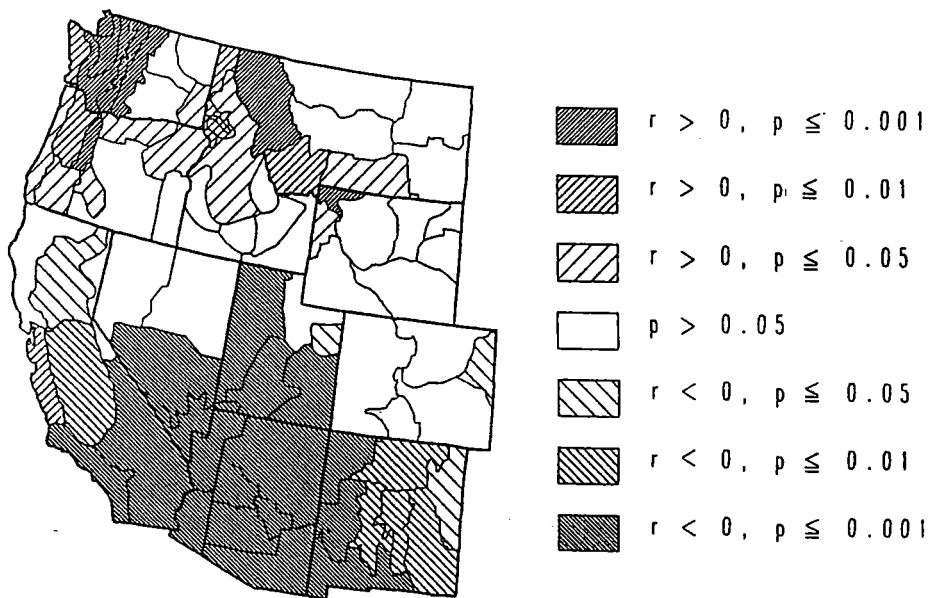 r > 0, p ≦ 0.001
r > 0, p ≦ 0.01
r > 0, p ≦ 0.05
p > 0.05
r < 0, p ≦ 0.05
r < 0, p ≦ 0.01
r < 0, p ≦ 0.001